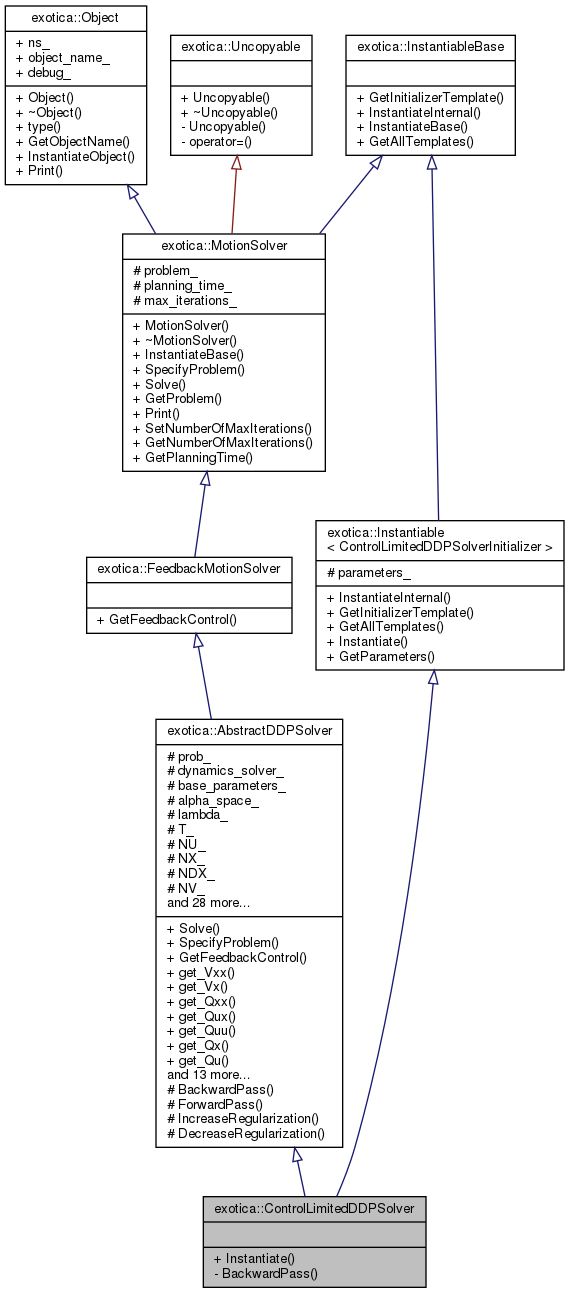 exotica::Object
+ ns_
+ object_name_
+ debug_
+ Object()
+ ~Object()
+ type()
+ GetObjectName()
+ InstantiateObject()
+ Print()
exotica::Uncopyable
+ Uncopyable()
+ ~Uncopyable()
- Uncopyable()
- operator=()
exotica::InstantiableBase
+ GetInitializerTemplate()
+ InstantiateInternal()
+ InstantiateBase()
+ GetAllTemplates()
exotica::MotionSolver
# problem_
# planning_time_
# max_iterations_
+ MotionSolver()
+ ~MotionSolver()
+ InstantiateBase()
+ SpecifyProblem()
+ Solve()
+ GetProblem()
+ Print()
+ SetNumberOfMaxIterations()
+ GetNumberOfMaxIterations()
+ GetPlanningTime()
exotica::Instantiable
< ControlLimitedDDPSolverInitializer >
# parameters_
+ InstantiateInternal()
+ GetInitializerTemplate()
+ GetAllTemplates()
+ Instantiate()
+ GetParameters()
exotica::FeedbackMotionSolver
+ GetFeedbackControl()
exotica::AbstractDDPSolver
# prob_
# dynamics_solver_
# base_parameters_
# alpha_space_
# lambda_
# T_
# NU_
# NX_
# NDX_
# NV_
and 28 more...
+ Solve()
+ SpecifyProblem()
+ GetFeedbackControl()
+ get_Vxx()
+ get_Vx()
+ get_Qxx()
+ get_Qux()
+ get_Quu()
+ get_Qx()
+ get_Qu()
and 13 more...
# BackwardPass()
# ForwardPass()
# IncreaseRegularization()
# DecreaseRegularization()
exotica::ControlLimitedDDPSolver
+ Instantiate()
- BackwardPass()